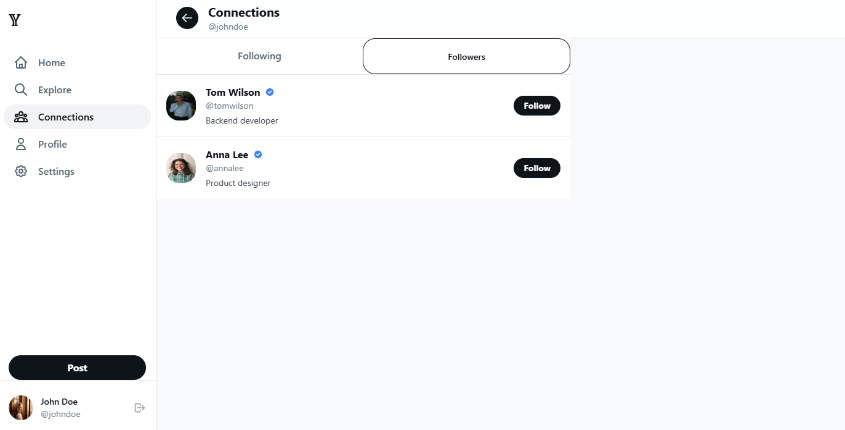 Y
Connections
@johndoe
Home
Explore
Connections
Profile
Settings
Following
Followers
Tom Wilson
@tomwilson
Backend developer
Follow
Anna Lee
@annalee
Product designer
Follow
Post
John Doe
@johndoe